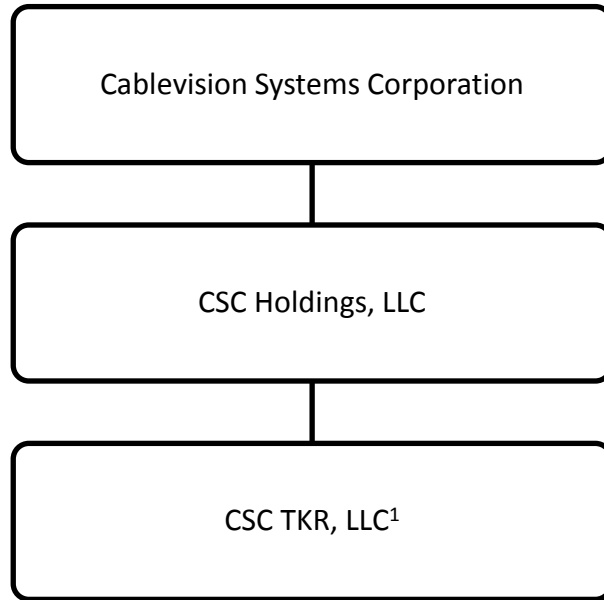 Cablevision Systems Corporation
CSC Holdings, LLC
CSC TKR, LLC¹